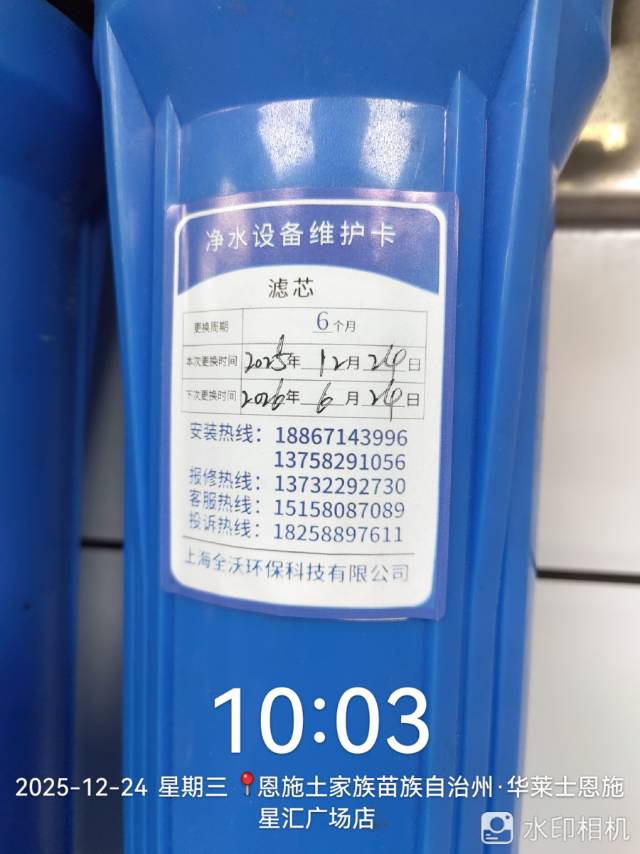 净水设备维护卡
滤芯
更换周期 6个月
本次更换时间 2025年 12月 24日
下次更换时间 2026年 6月 24日
安装热线：18867143996
13758291056
报修热线：13732292730
客服热线：15158087089
投诉热线：18258897611
上海全沃环保科技有限公司
10:03
2025-12-24 星期三 📍恩施土家族苗族自治州·华莱士恩施
星汇广场店
水印相机